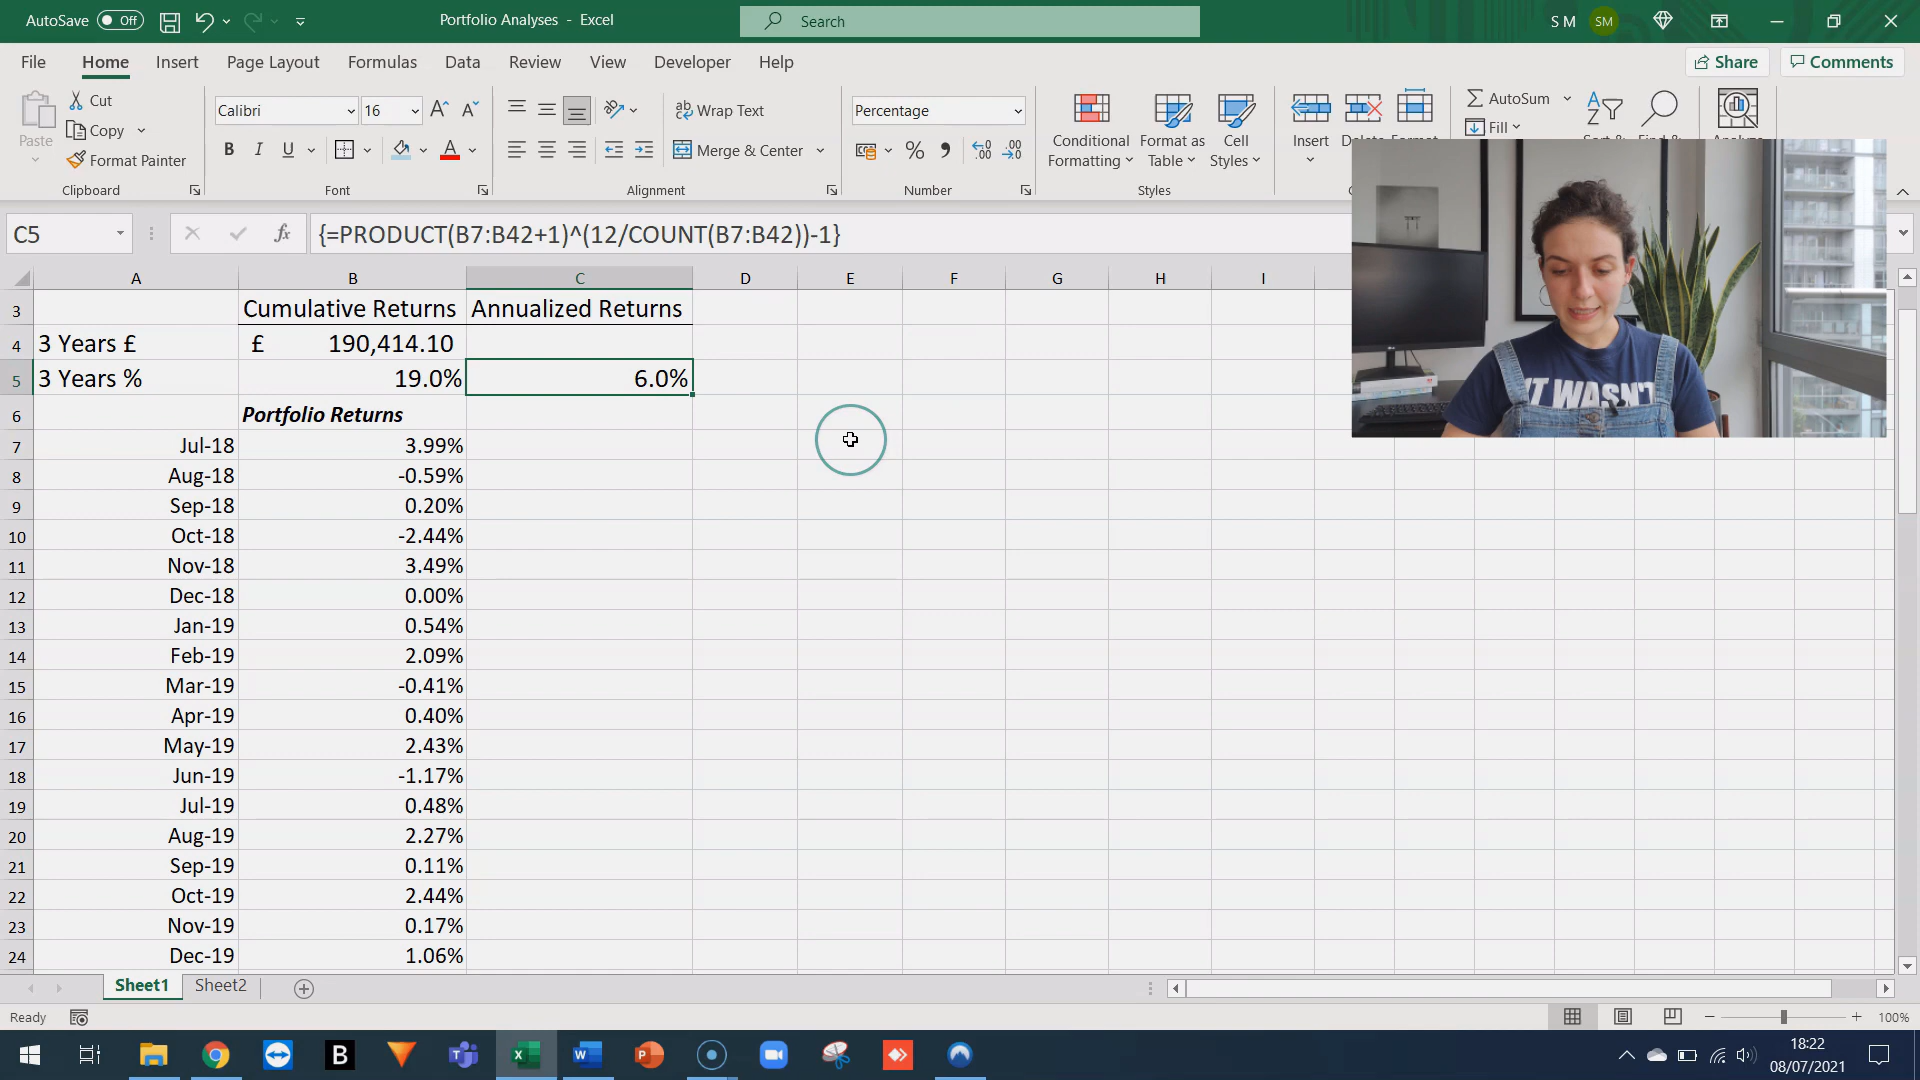 AutoSave Off Portfolio Analyses - Excel Search S M SM
File Home Insert Page Layout Formulas Data Review View Developer Help Share Comments
Paste Cut Copy Format Painter Clipboard
Calibri 16 B I U A Font
Wrap Text Merge & Center Alignment
Percentage % Number
Conditional Formatting Format as Table Cell Styles Styles
Insert Delete Format
AutoSum Fill
C5 fx {=PRODUCT(B7:B42+1)^(12/COUNT(B7:B42))-1}
A B C D E F G H I
3 Cumulative Returns Annualized Returns
4 3 Years £ £ 190,414.10
5 3 Years % 19.0% 6.0%
6 Portfolio Returns
7 Jul-18 3.99%
8 Aug-18 -0.59%
9 Sep-18 0.20%
10 Oct-18 -2.44%
11 Nov-18 3.49%
12 Dec-18 0.00%
13 Jan-19 0.54%
14 Feb-19 2.09%
15 Mar-19 -0.41%
16 Apr-19 0.40%
17 May-19 2.43%
18 Jun-19 -1.17%
19 Jul-19 0.48%
20 Aug-19 2.27%
21 Sep-19 0.11%
22 Oct-19 2.44%
23 Nov-19 0.17%
24 Dec-19 1.06%
IT WASN'T
Sheet1 Sheet2
Ready 100%
18:22
08/07/2021